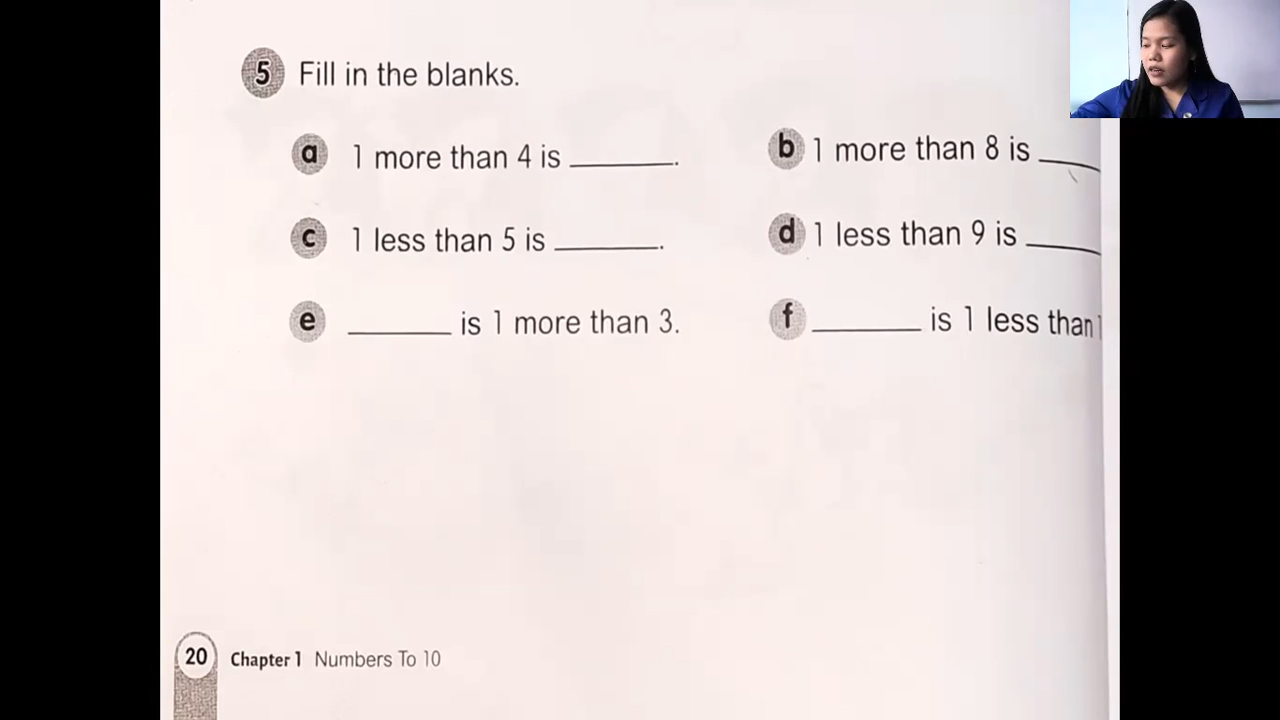 5 Fill in the blanks.
a 1 more than 4 is ______.
b 1 more than 8 is ____
c 1 less than 5 is ______.
d 1 less than 9 is ____
e ______ is 1 more than 3.
f ______ is 1 less than
20 Chapter 1 Numbers To 10